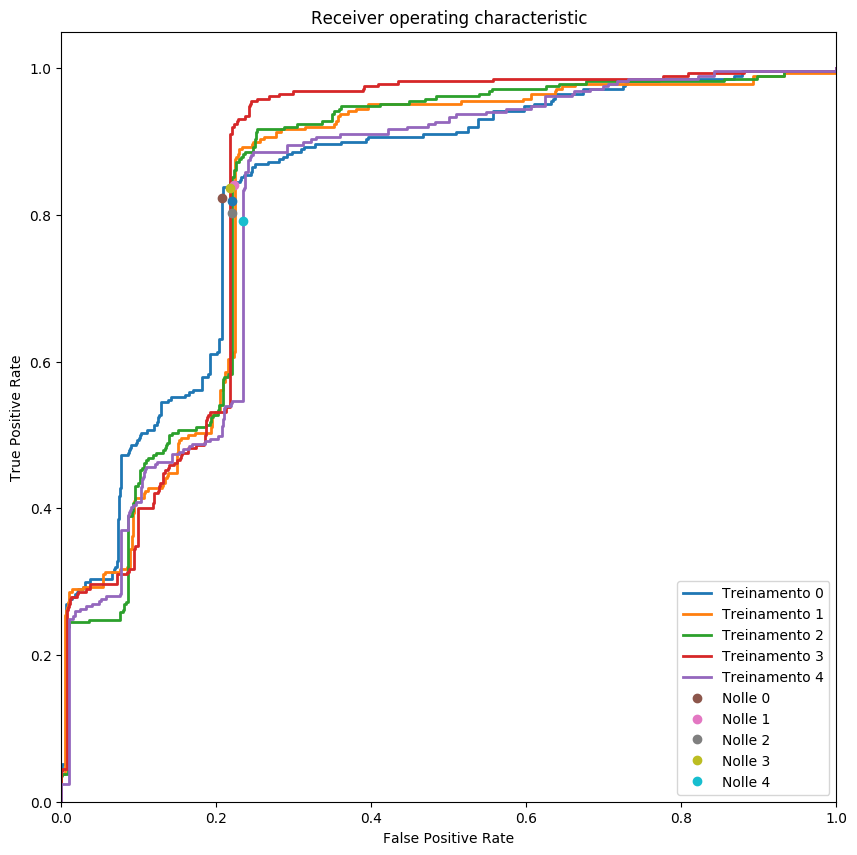 Receiver operating characteristic
True Positive Rate
1.0
0.8
0.6
0.4
0.2
0.0
0.0 0.2 0.4 0.6 0.8 1.0
False Positive Rate
Treinamento 0
Treinamento 1
Treinamento 2
Treinamento 3
Treinamento 4
Nolle 0
Nolle 1
Nolle 2
Nolle 3
Nolle 4